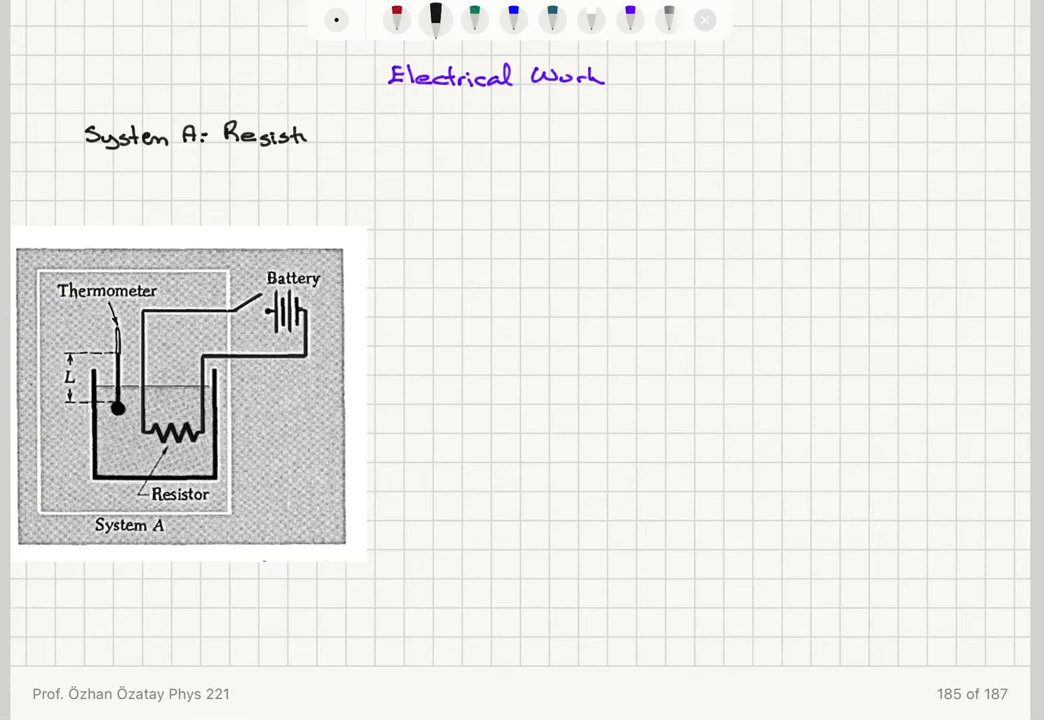 Electrical Work
System A: Resist
Battery
Thermometer
L
Resistor
System A
Prof. Özhan Özatay Phys 221
185 of 187